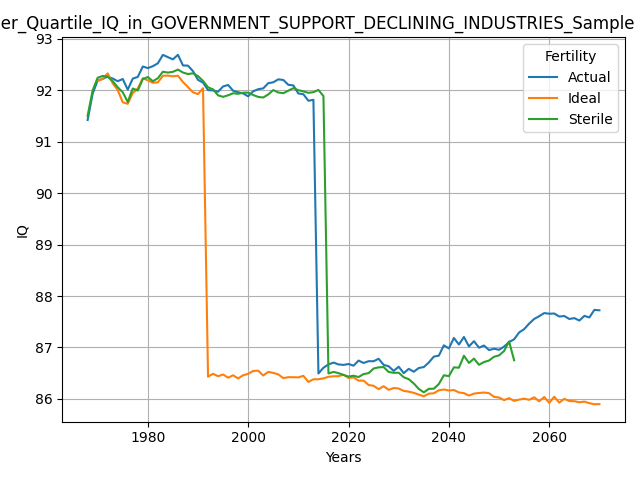 er_Quartile_IQ_in_GOVERNMENT_SUPPORT_DECLINING_INDUSTRIES_Sample
Fertility
Actual
Ideal
Sterile
93
92
91
90
89
88
87
86
IQ
1980
2000
2020
2040
2060
Years